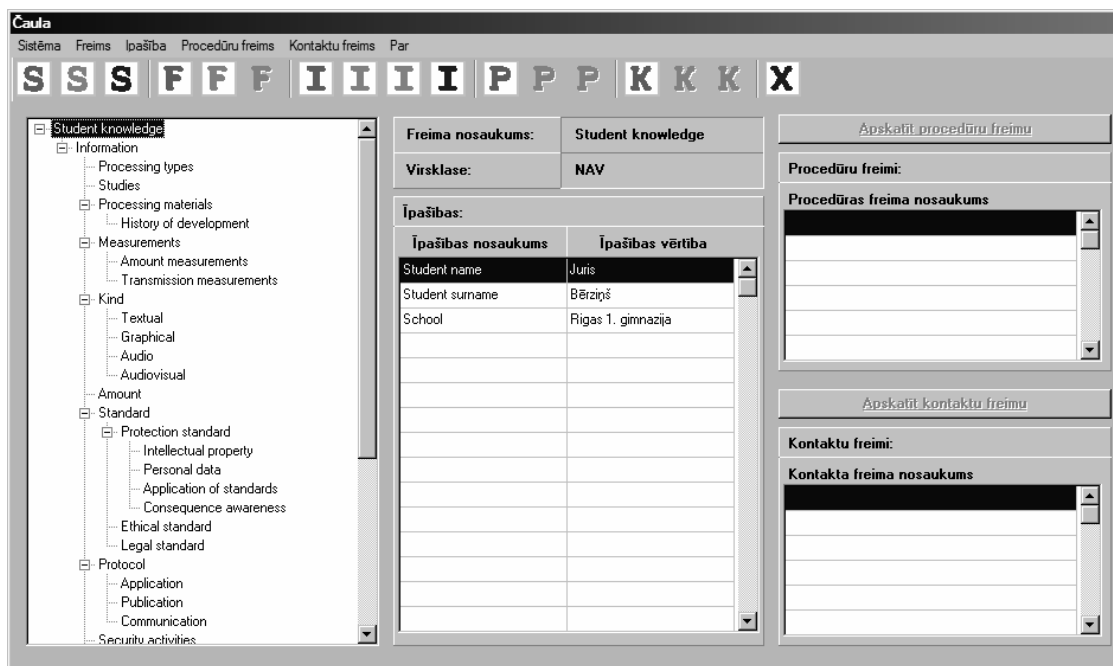 Čaula
Sistēma Freims Ipašība Procedūru freims Kontaktu freims Par
S S S F F F I I I I P P P K K K X
Student knowledge
Information
Processing types
Studies
Processing materials
History of development
Measurements
Amount measurements
Transmission measurements
Kind
Textual
Graphical
Audio
Audiovisual
Amount
Standard
Protection standard
Intellectual property
Personal data
Application of standards
Consequence awareness
Ethical standard
Legal standard
Protocol
Application
Publication
Communication
Security activities
Freima nosaukums: Student knowledge
Virsklase: NAV
Īpašības:
Īpašības nosaukums Īpašības vērtība
Student name Juris
Student surname Bērziņš
School Rigas 1. gimnazija
Apskatīt procedūru freimu
Procedūru freimi:
Procedūras freima nosaukums
Apskatīt kontaktu freimu
Kontaktu freimi:
Kontakta freima nosaukums